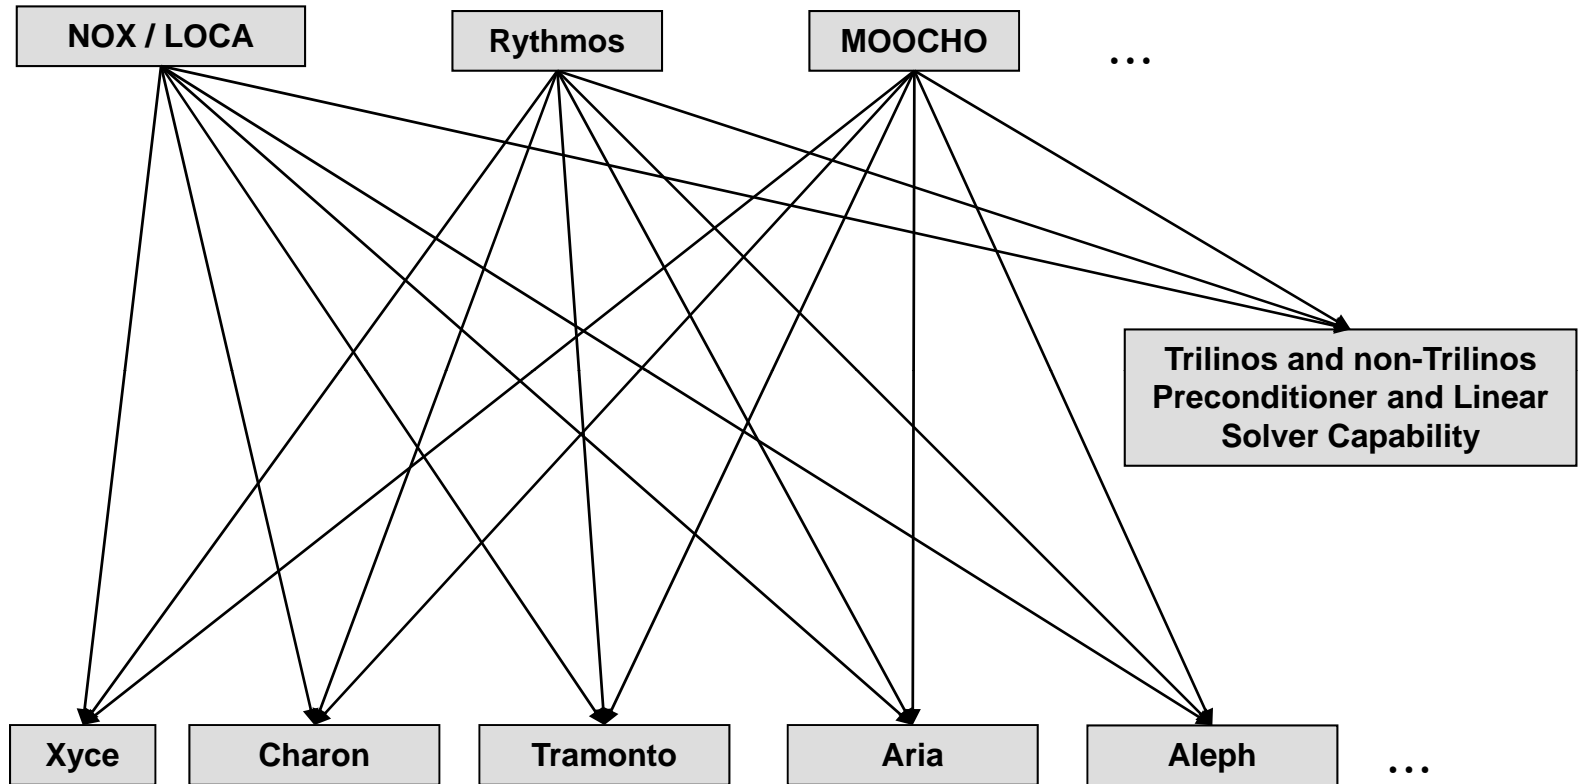 NOX / LOCA
Rythmos
MOOCHO
...
Trilinos and non-Trilinos
Preconditioner and Linear
Solver Capability
Xyce
Charon
Tramonto
Aria
Aleph
...